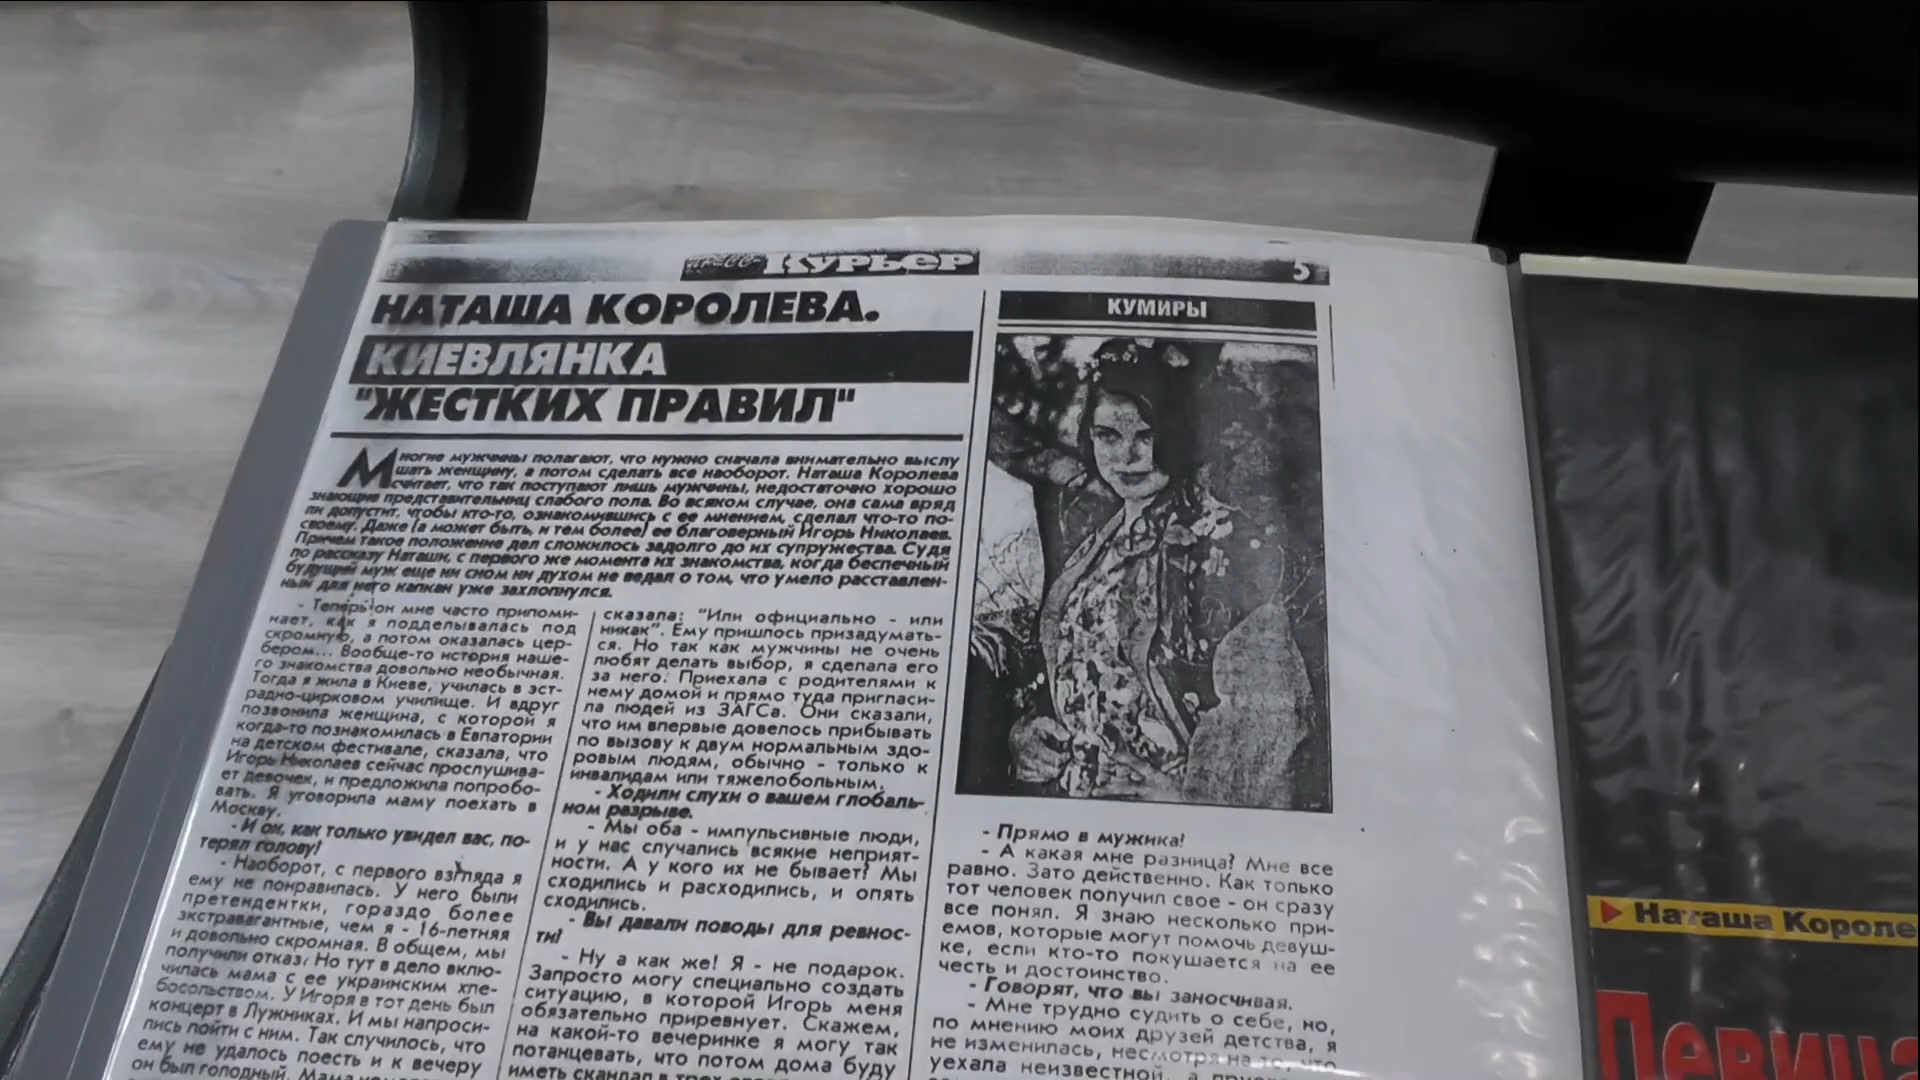 ПРЕСС-КУРЬЕР
5
НАТАША КОРОЛЕВА.
КИЕВЛЯНКА
"ЖЕСТКИХ ПРАВИЛ"
Многие мужчины полагают, что нужно сначала внимательно выслу
шать женщину, а потом сделать все наоборот. Наташа Королева
считает, что так поступают лишь мужчины, недостаточно хорошо
знающие представительниц слабого пола. Во всяком случае, она сама вряд
ли допустит, чтобы кто-то, ознакомившись с ее мнением, сделал что-то по-
своему. Даже (а может быть, и тем более) ее благоверный Игорь Николаев.
Причем такое положение дел сложилось задолго до их супружества. Судя
по рассказу Наташи, с первого же момента их знакомства, когда беспечный
будущий муж еще ни сном ни духом не ведал о том, что умело расставлен-
ный для него капкан уже захлопнулся.
- Теперь он мне часто припоми-
нает, как я подделывалась под
скромную, а потом оказалась цер-
бером... Вообще-то история наше-
го знакомства довольно необычная.
Тогда я жила в Киеве, училась в эст-
радно-цирковом училище. И вдруг
позвонила женщина, с которой я
когда-то познакомилась в Евпатории
на детском фестивале, сказала, что
Игорь Николаев сейчас прослушива-
ет девочек, и предложила попробо-
вать. Я уговорила маму поехать в
Москву.
- И он, как только увидел вас, по-
терял голову!
- Наоборот, с первого взгляда я
ему не понравилась. У него были
претендентки, гораздо более
экстравагантные, чем я - 16-летняя
и довольно скромная. В общем, мы
получили отказ. Но тут в дело вклю-
чилась мама с ее украинским хле-
босольством. У Игоря в тот день был
концерт в Лужниках. И мы напроси-
лись пойти с ним. Так случилось, что
ему не удалось поесть и к вечеру
он был голодный. Мама
сказала: "Или официально - или
никак". Ему пришлось призадумать-
ся. Но так как мужчины не очень
любят делать выбор, я сделала его
за него. Приехала с родителями к
нему домой и прямо туда пригласи-
ла людей из ЗАГСа. Они сказали,
что им впервые довелось прибывать
по вызову к двум нормальным здо-
ровым людям, обычно - только к
инвалидам или тяжелобольным.
- Ходили слухи о вашем глобаль-
ном разрыве.
- Мы оба - импульсивные люди,
и у нас случались всякие неприят-
ности. А у кого их не бывает? Мы
сходились и расходились, и опять
сходились.
- Вы давали поводы для ревнос-
ти?
- Ну а как же! Я - не подарок.
Запросто могу специально создать
ситуацию, в которой Игорь меня
обязательно приревнует. Скажем,
на какой-то вечеринке я могу так
потанцевать, что потом дома буду
иметь скандал в трех
КУМИРЫ
- Прямо в мужика!
- А какая мне разница? Мне все
равно. Зато действенно. Как только
тот человек получил свое - он сразу
все понял. Я знаю несколько при-
емов, которые могут помочь девуш-
ке, если кто-то покушается на ее
честь и достоинство.
- Говорят, что вы заносчивая.
- Мне трудно судить о себе, но,
по мнению моих друзей детства, я
не изменилась, несмотря на то, что
уехала неизвестной, а
Наташа Короле
Певица